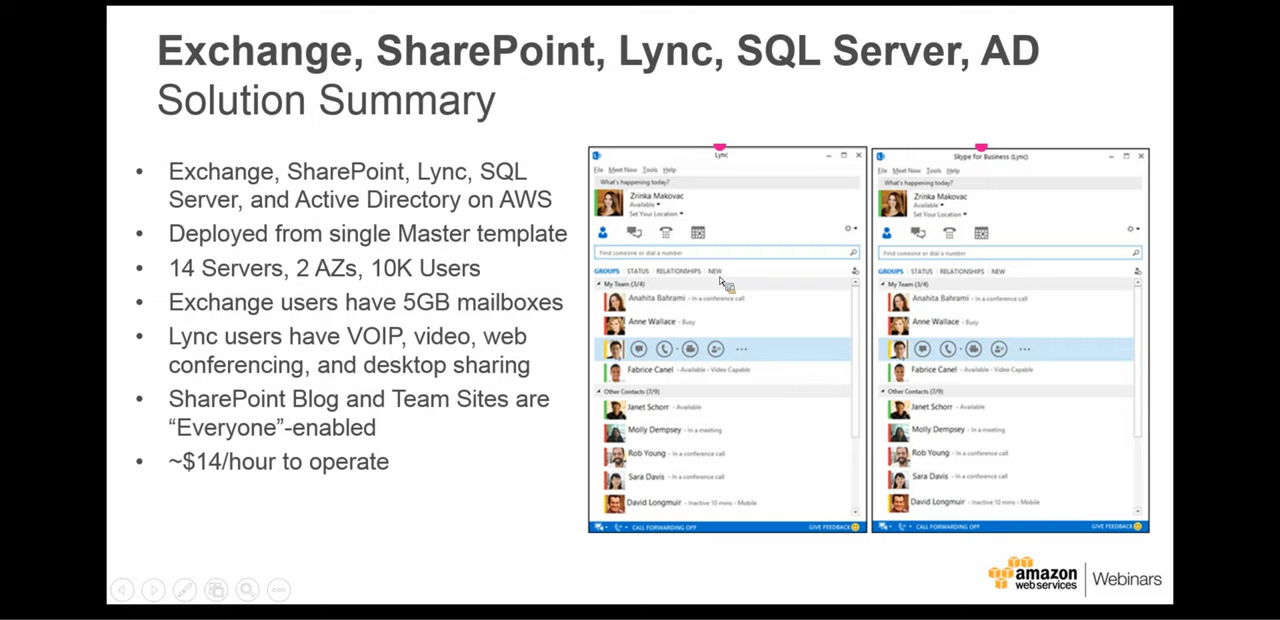 Exchange, SharePoint, Lync, SQL Server, AD
Solution Summary
• Exchange, SharePoint, Lync, SQL
Server, and Active Directory on AWS
• Deployed from single Master template
• 14 Servers, 2 AZs, 10K Users
• Exchange users have 5GB mailboxes
• Lync users have VOIP, video, web
conferencing, and desktop sharing
• SharePoint Blog and Team Sites are
“Everyone”-enabled
• ~$14/hour to operate
Lync
File Meet Now Tools Help
What's happening today?
Zrinka Makovac
Available
Set Your Location
Find someone or dial a number
GROUPS STATUS RELATIONSHIPS NEW
My Team (3/4)
Anahita Bahrami - In a conference call
Anne Wallace - Busy
Fabrice Canel - Available - Video Capable
Other Contacts (7/9)
Janet Schorr - Available
Molly Dempsey - In a meeting
Rob Young - In a conference call
Sara Davis - In a conference call
David Longmuir - Inactive 10 mins - Mobile
CALL FORWARDING OFF GIVE FEEDBACK
Skype for Business (Lync)
File Meet Now Tools Help
What's happening today?
Zrinka Makovac
Available
Set Your Location
Find someone or dial a number
GROUPS STATUS RELATIONSHIPS NEW
My Team (3/4)
Anahita Bahrami - In a conference call
Anne Wallace - Busy
Fabrice Canel - Available - Video Capable
Other Contacts (7/9)
Janet Schorr - Available
Molly Dempsey - In a meeting
Rob Young - In a conference call
Sara Davis - In a conference call
David Longmuir - Inactive 10 mins - Mobile
CALL FORWARDING OFF GIVE FEEDBACK
amazon
web services
Webinars